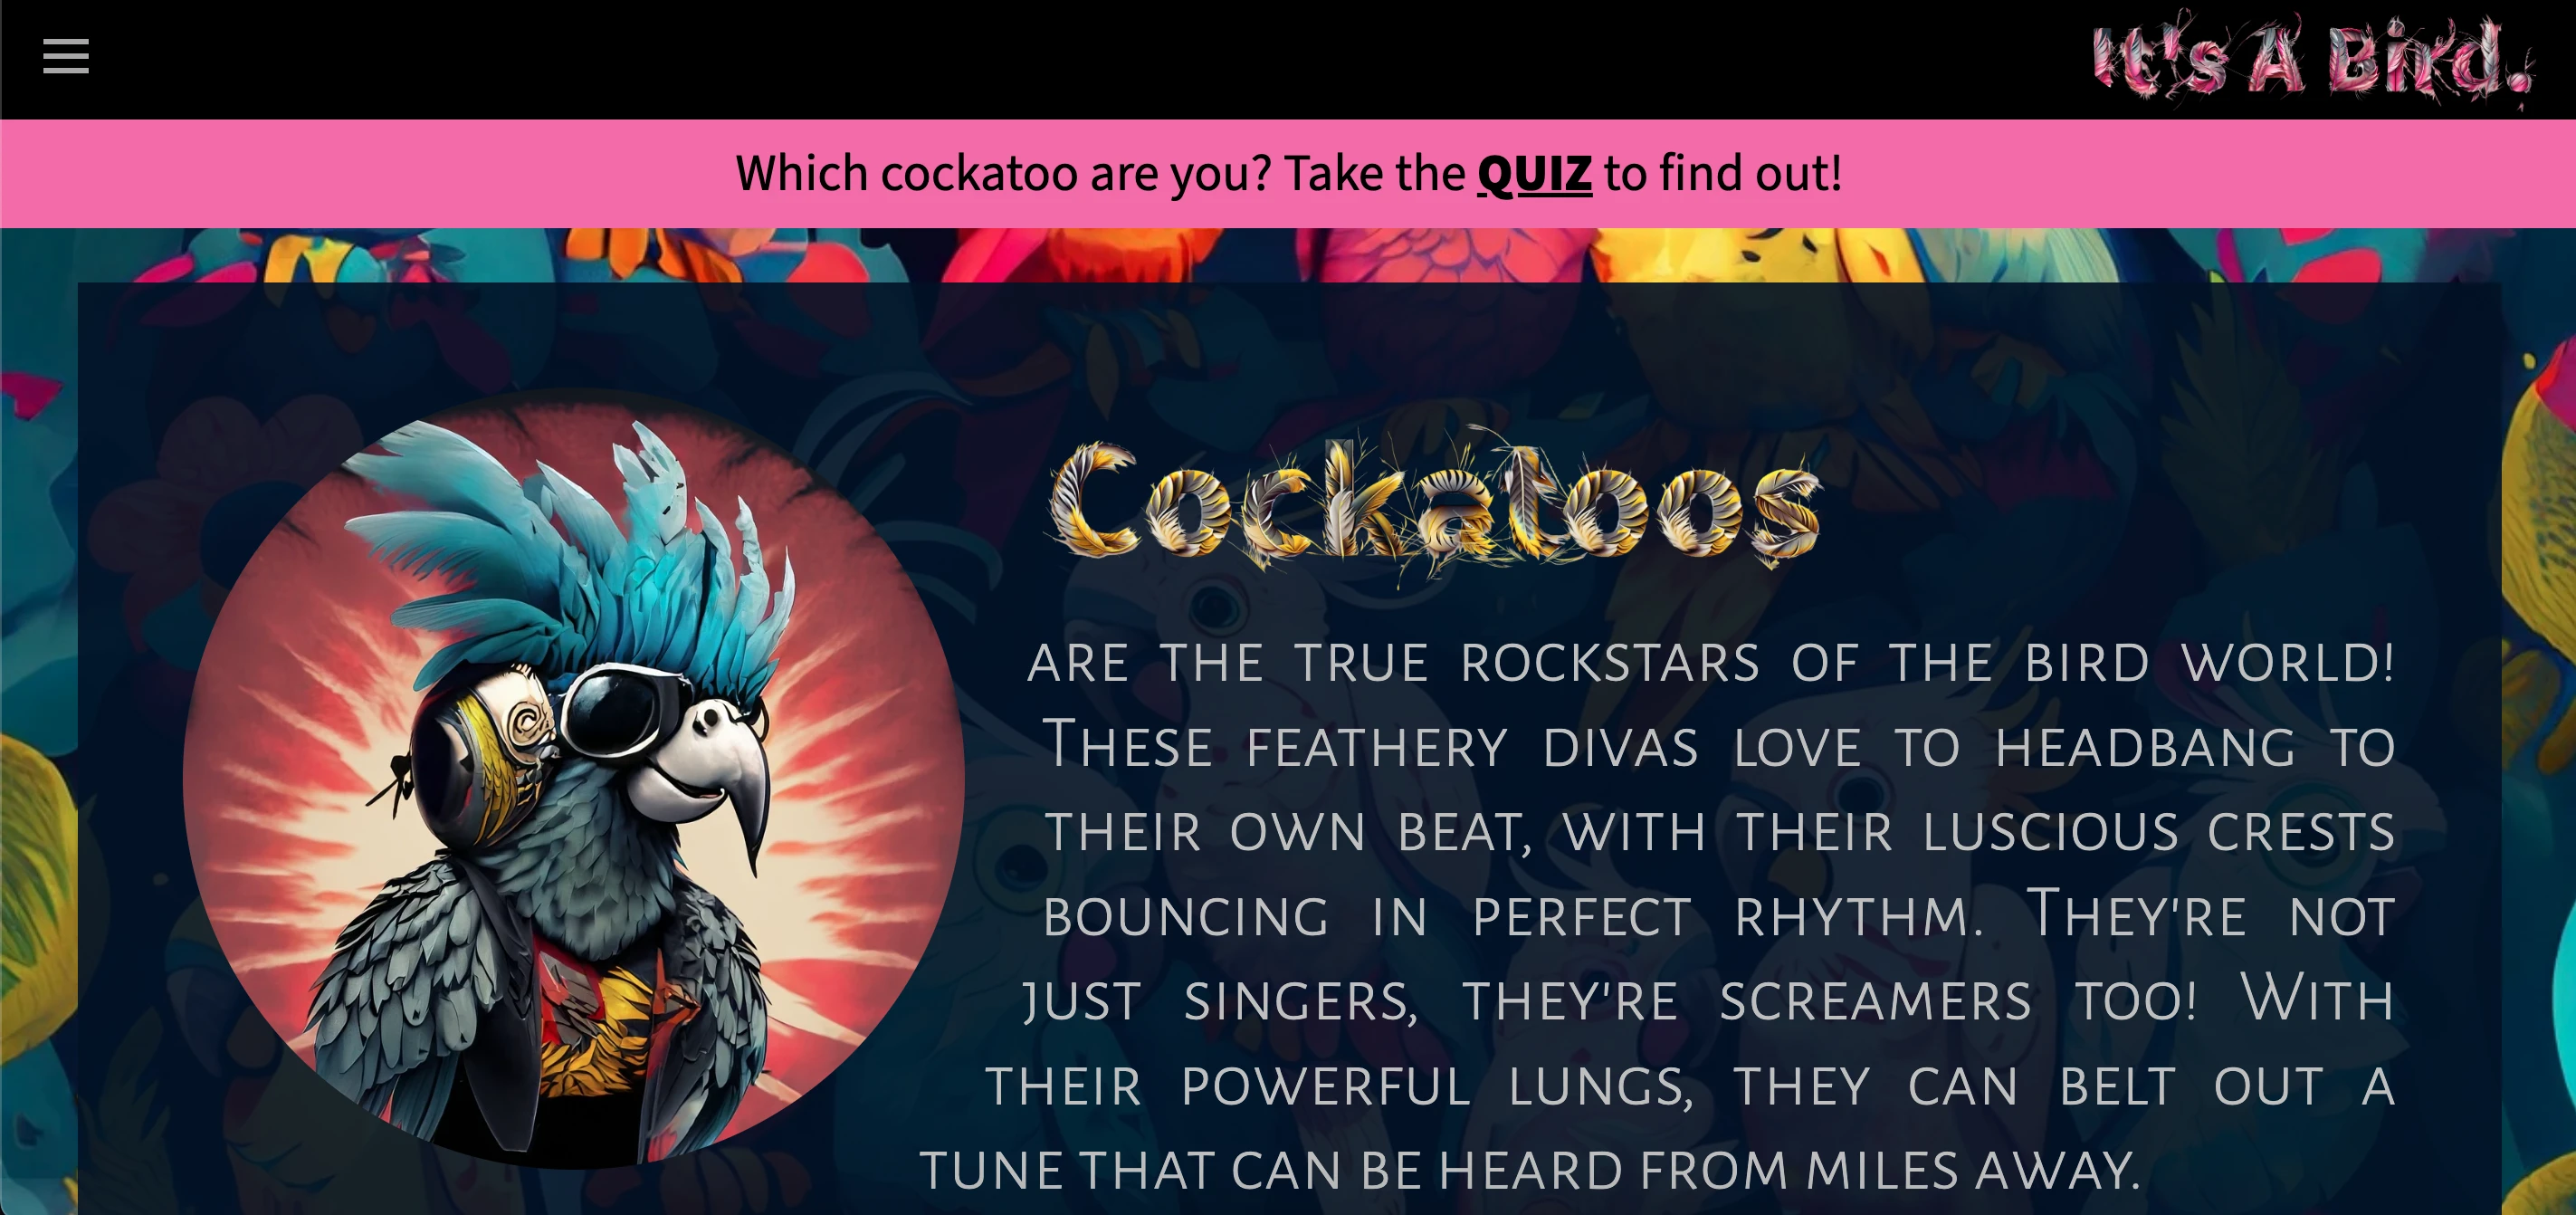 It's A Bird.
Which cockatoo are you? Take the QUIZ to find out!
Cockatoos
ARE THE TRUE ROCKSTARS OF THE BIRD WORLD!
THESE FEATHERY DIVAS LOVE TO HEADBANG TO
THEIR OWN BEAT, WITH THEIR LUSCIOUS CRESTS
BOUNCING IN PERFECT RHYTHM. THEY'RE NOT
JUST SINGERS, THEY'RE SCREAMERS TOO! WITH
THEIR POWERFUL LUNGS, THEY CAN BELT OUT A
TUNE THAT CAN BE HEARD FROM MILES AWAY.